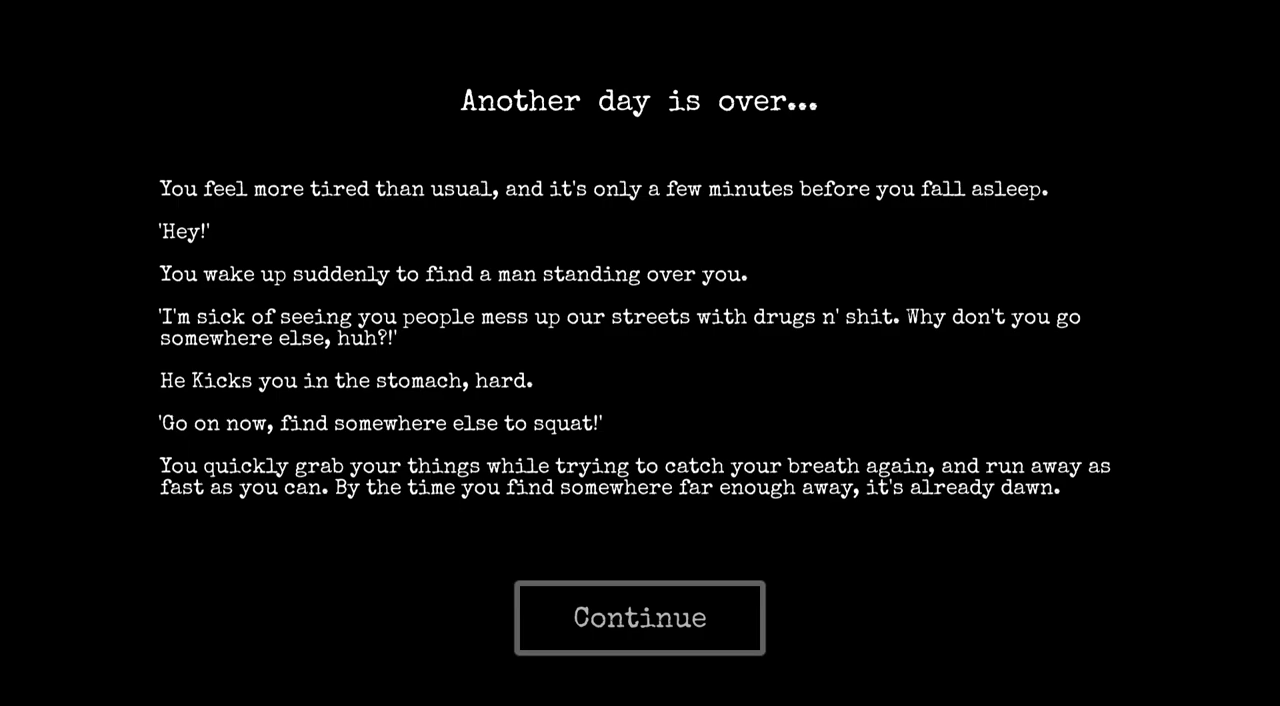 Another day is over...
You feel more tired than usual, and it's only a few minutes before you fall asleep.
'Hey!'
You wake up suddenly to find a man standing over you.
'I'm sick of seeing you people mess up our streets with drugs n' shit. Why don't you go
somewhere else, huh?!'
He Kicks you in the stomach, hard.
'Go on now, find somewhere else to squat!'
You quickly grab your things while trying to catch your breath again, and run away as
fast as you can. By the time you find somewhere far enough away, it's already dawn.
Continue